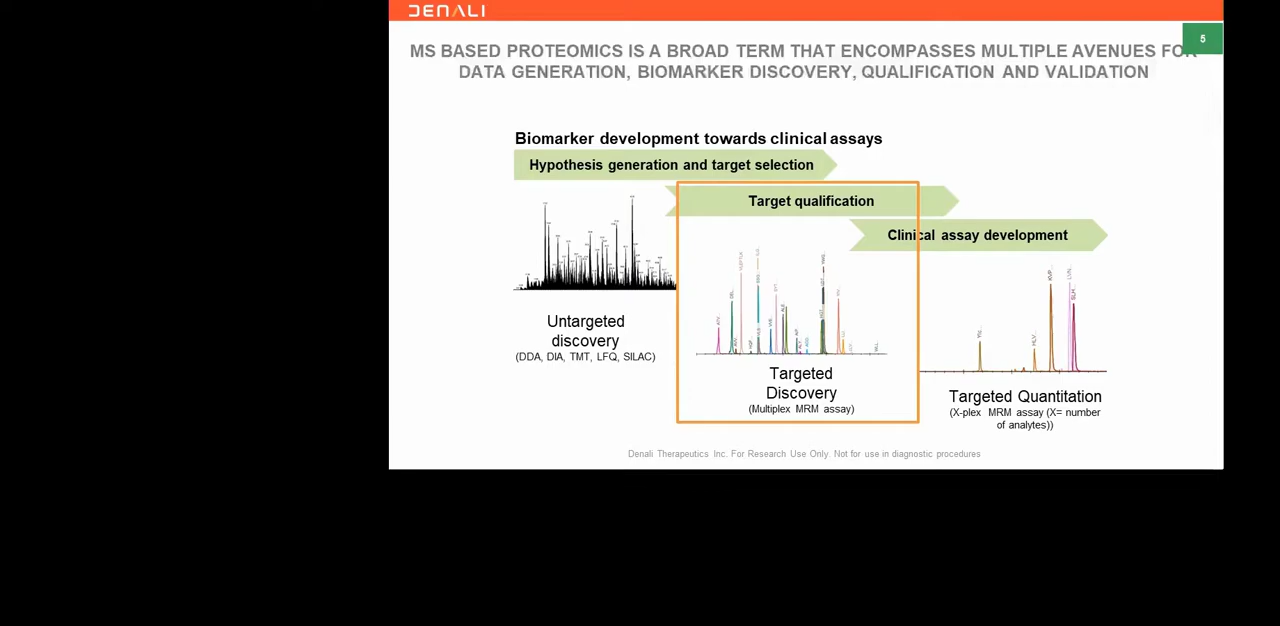 DENALI
5
MS BASED PROTEOMICS IS A BROAD TERM THAT ENCOMPASSES MULTIPLE AVENUES FOR
DATA GENERATION, BIOMARKER DISCOVERY, QUALIFICATION AND VALIDATION
Biomarker development towards clinical assays
Hypothesis generation and target selection
Target qualification
Clinical assay development
Untargeted
discovery
(DDA, DIA, TMT, LFQ, SILAC)
Targeted
Discovery
(Multiplex MRM assay)
Targeted Quantitation
(X-plex MRM assay (X= number
of analytes))
Denali Therapeutics Inc. For Research Use Only. Not for use in diagnostic procedures